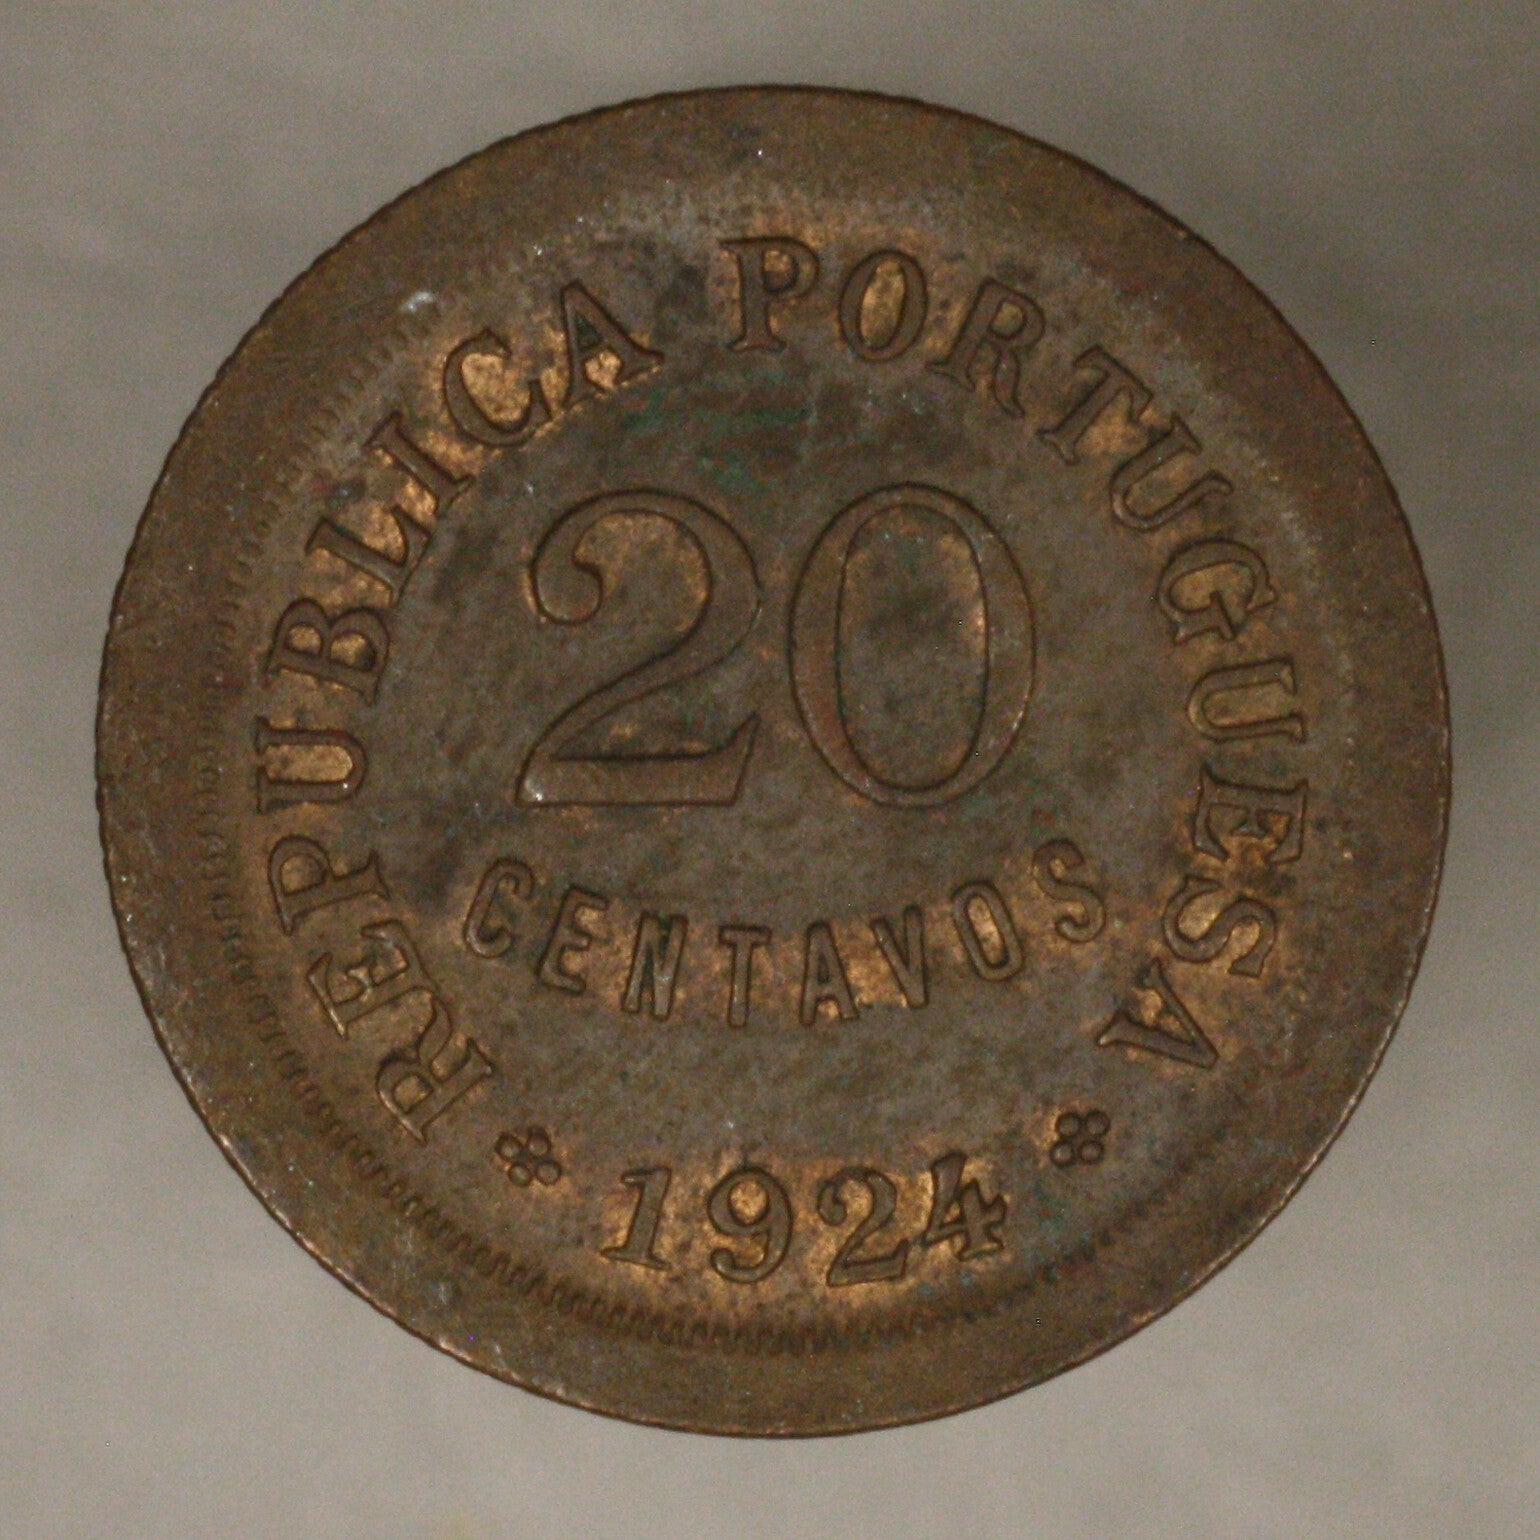 REPUBLICA PORTUGUESA
20
CENTAVOS
1924